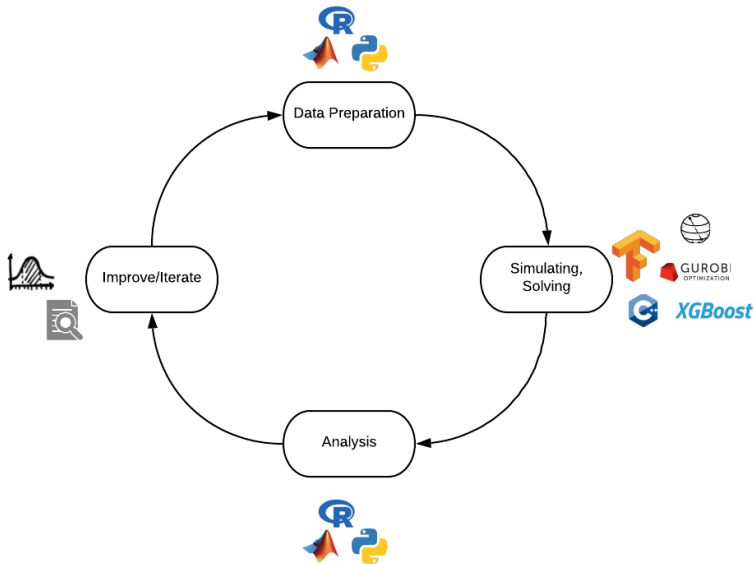 R
Data Preparation
Improve/Iterate
Simulating,
Solving
GUROBI
OPTIMIZATION
C++
XGBoost
Analysis
R